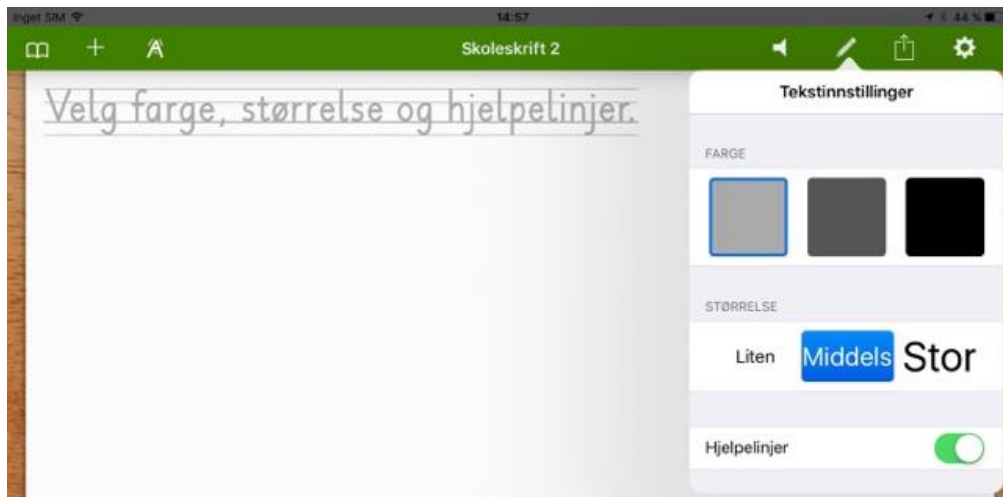 Inget SIM 14:57 44 %
Skoleskrift 2
Velg farge, størrelse og hjelpelinjer.
Tekstinnstillinger
FARGE
STØRRELSE
Liten Middels Stor
Hjelpelinjer